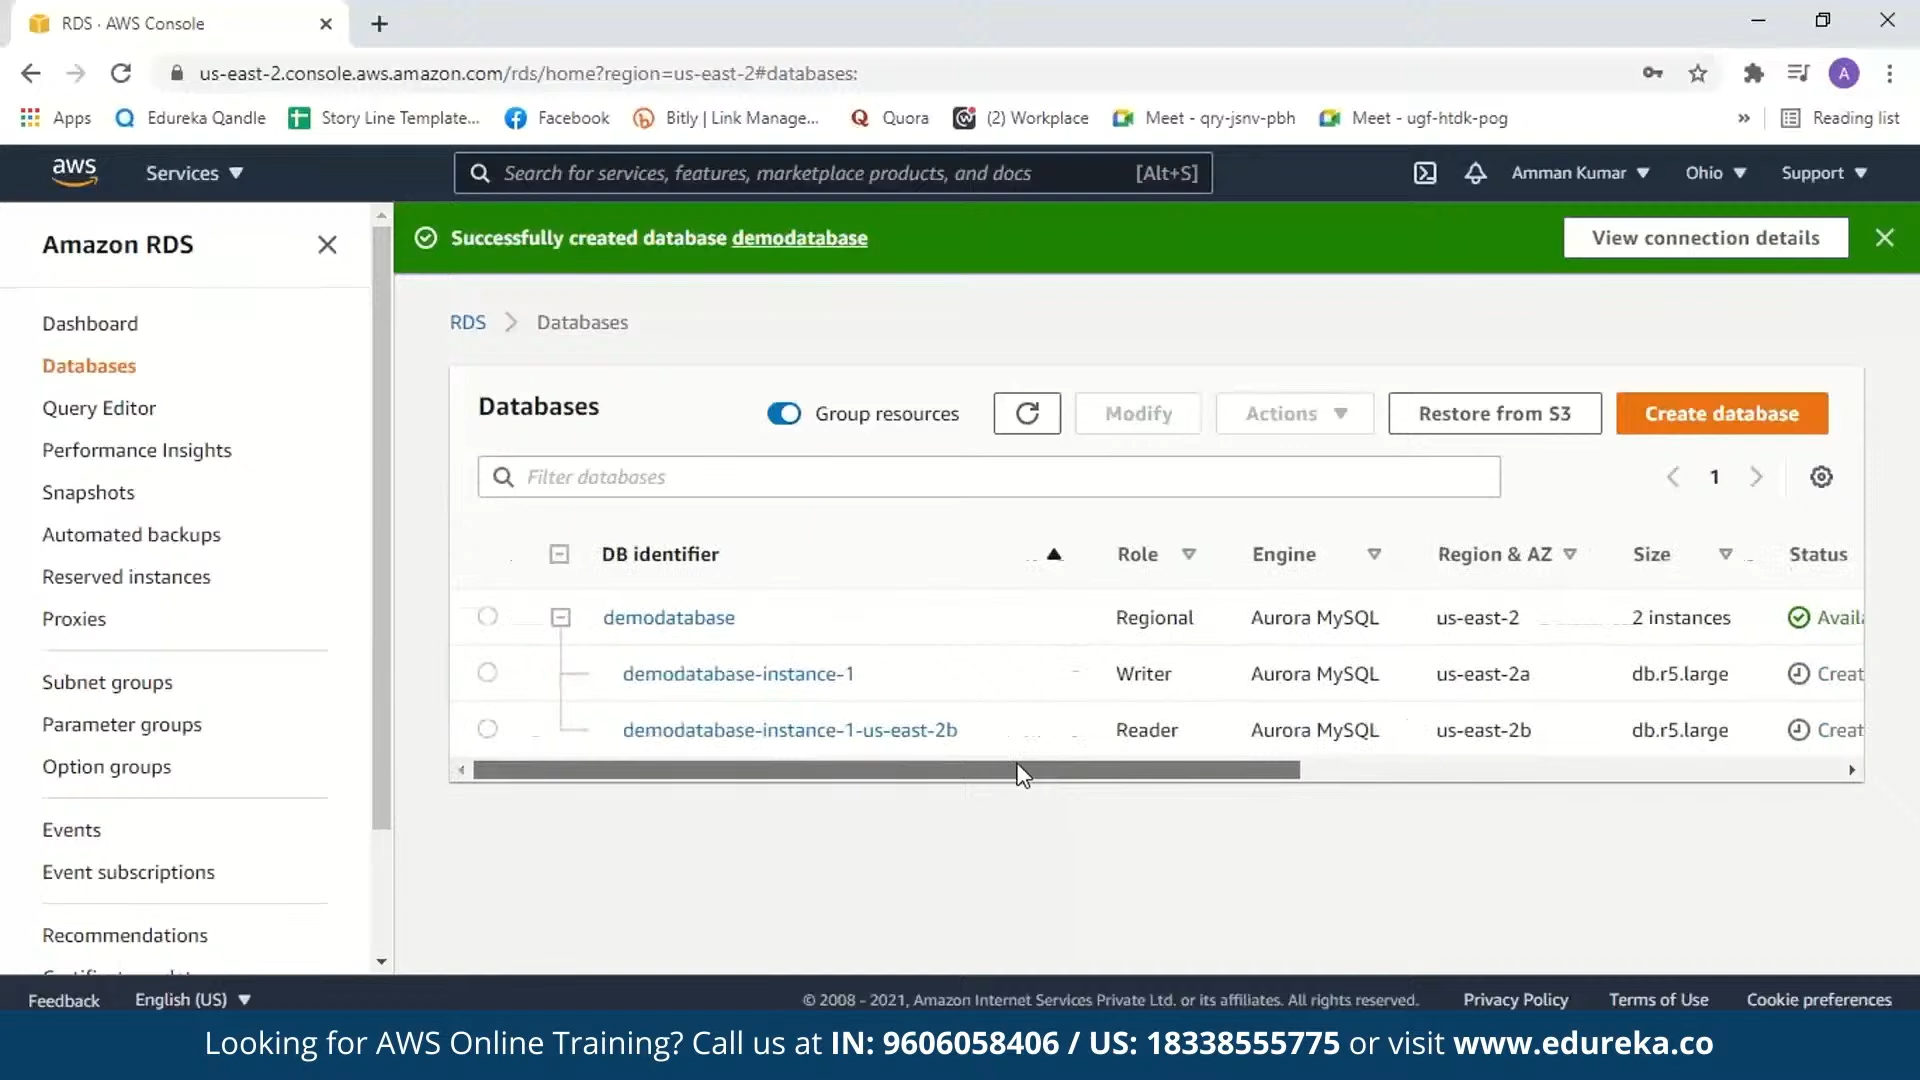 RDS · AWS Console
us-east-2.console.aws.amazon.com/rds/home?region=us-east-2#databases:
A
Apps Edureka Qandle Story Line Template... Facebook Bitly | Link Manage... Quora (2) Workplace Meet - qry-jsnv-pbh Meet - ugf-htdk-pog » Reading list
aws Services Search for services, features, marketplace products, and docs [Alt+S] Amman Kumar Ohio Support
Amazon RDS
Successfully created database demodatabase View connection details
Dashboard
Databases
Query Editor
Performance Insights
Snapshots
Automated backups
Reserved instances
Proxies
Subnet groups
Parameter groups
Option groups
Events
Event subscriptions
Recommendations
RDS > Databases
Databases Group resources Modify Actions Restore from S3 Create database
Filter databases 1
DB identifier Role Engine Region & AZ Size Status
demodatabase Regional Aurora MySQL us-east-2 2 instances Availa
demodatabase-instance-1 Writer Aurora MySQL us-east-2a db.r5.large Creat
demodatabase-instance-1-us-east-2b Reader Aurora MySQL us-east-2b db.r5.large Creat
Feedback English (US) © 2008 - 2021, Amazon Internet Services Private Ltd. or its affiliates. All rights reserved. Privacy Policy Terms of Use Cookie preferences
Looking for AWS Online Training? Call us at IN: 9606058406 / US: 18338555775 or visit www.edureka.co